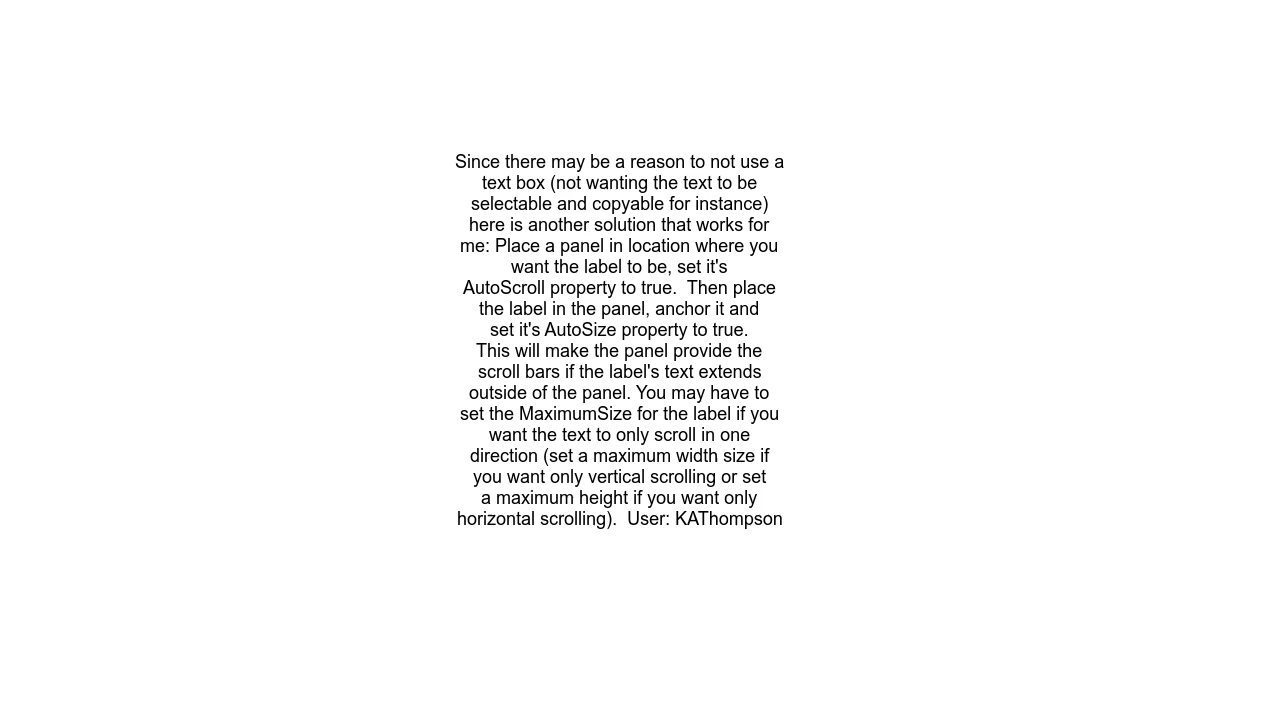 Since there may be a reason to not use a
text box (not wanting the text to be
selectable and copyable for instance)
here is another solution that works for
me: Place a panel in location where you
want the label to be, set it's
AutoScroll property to true.  Then place
the label in the panel, anchor it and
set it's AutoSize property to true.
This will make the panel provide the
scroll bars if the label's text extends
outside of the panel. You may have to
set the MaximumSize for the label if you
want the text to only scroll in one
direction (set a maximum width size if
you want only vertical scrolling or set
a maximum height if you want only
horizontal scrolling).  User: KAThompson